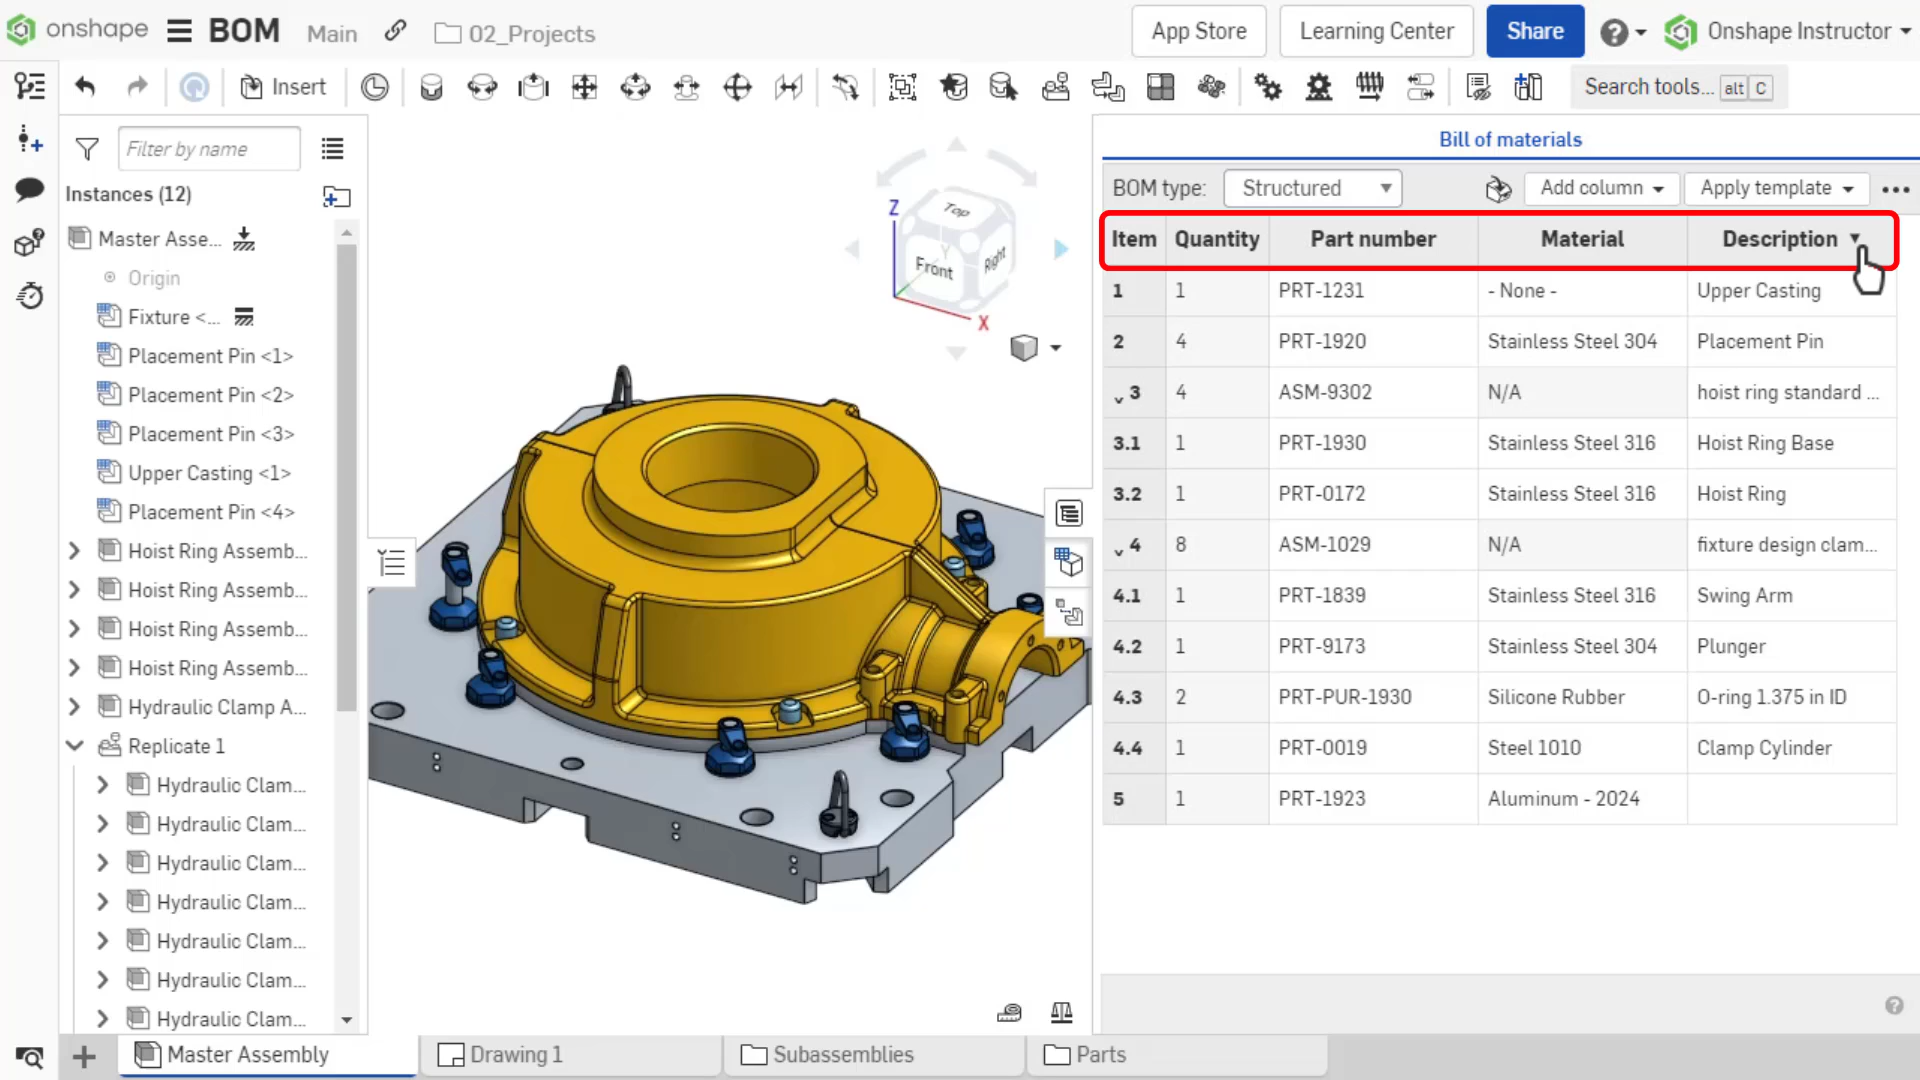 onshape BOM Main 02_Projects App Store Learning Center Share Onshape Instructor
Insert Search tools... alt C
Filter by name
Instances (12)
Master Asse...
Origin
Fixture <...
Placement Pin <1>
Placement Pin <2>
Placement Pin <3>
Upper Casting <1>
Placement Pin <4>
Hoist Ring Assemb...
Hoist Ring Assemb...
Hoist Ring Assemb...
Hoist Ring Assemb...
Hydraulic Clamp A...
Replicate 1
Hydraulic Clam...
Hydraulic Clam...
Hydraulic Clam...
Hydraulic Clam...
Hydraulic Clam...
Hydraulic Clam...
Hydraulic Clam...
Z
Top
Y
Front
Right
X
Bill of materials
BOM type: Structured Add column Apply template
Item Quantity Part number Material Description
1 1 PRT-1231 - None - Upper Casting
2 4 PRT-1920 Stainless Steel 304 Placement Pin
3 4 ASM-9302 N/A hoist ring standard ...
3.1 1 PRT-1930 Stainless Steel 316 Hoist Ring Base
3.2 1 PRT-0172 Stainless Steel 316 Hoist Ring
4 8 ASM-1029 N/A fixture design clam...
4.1 1 PRT-1839 Stainless Steel 316 Swing Arm
4.2 1 PRT-9173 Stainless Steel 304 Plunger
4.3 2 PRT-PUR-1930 Silicone Rubber O-ring 1.375 in ID
4.4 1 PRT-0019 Steel 1010 Clamp Cylinder
5 1 PRT-1923 Aluminum - 2024
Master Assembly Drawing 1 Subassemblies Parts